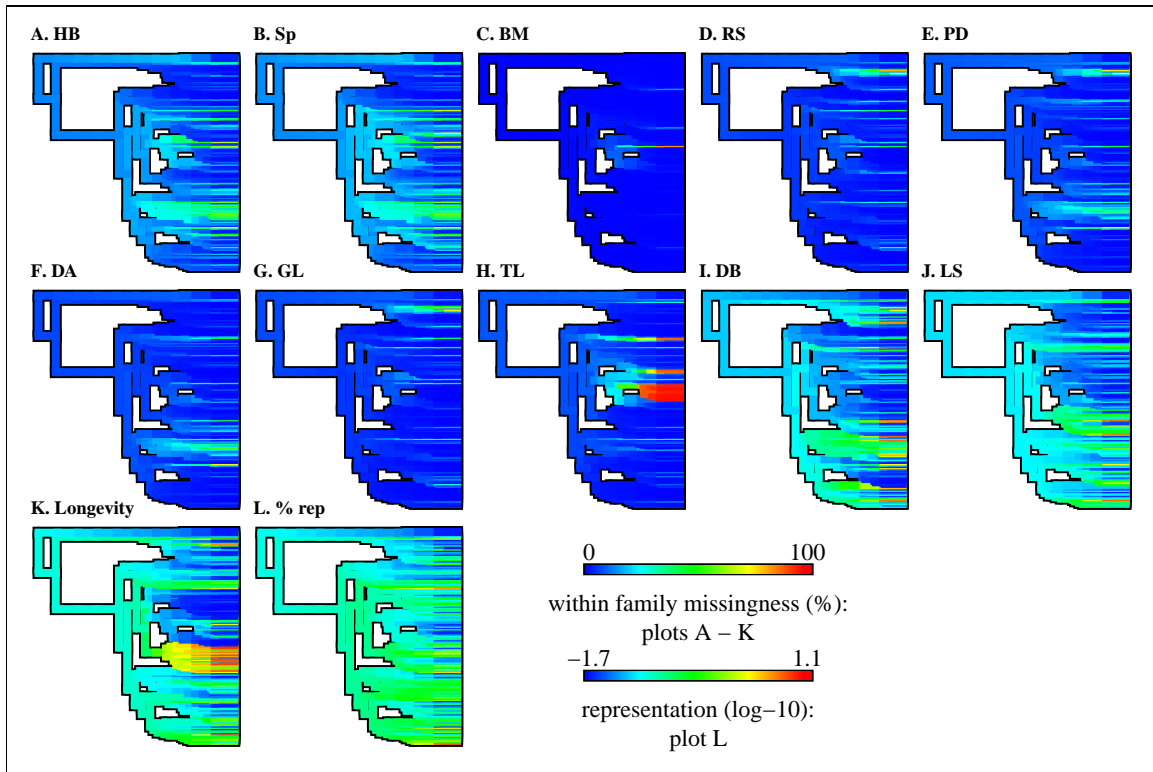 A. HB
B. Sp
C. BM
D. RS
E. PD
F. DA
G. GL
H. TL
I. DB
J. LS
K. Longevity
L. % rep
0 100
within family missingness (%):
plots A − K
−1.7 1.1
representation (log−10):
plot L